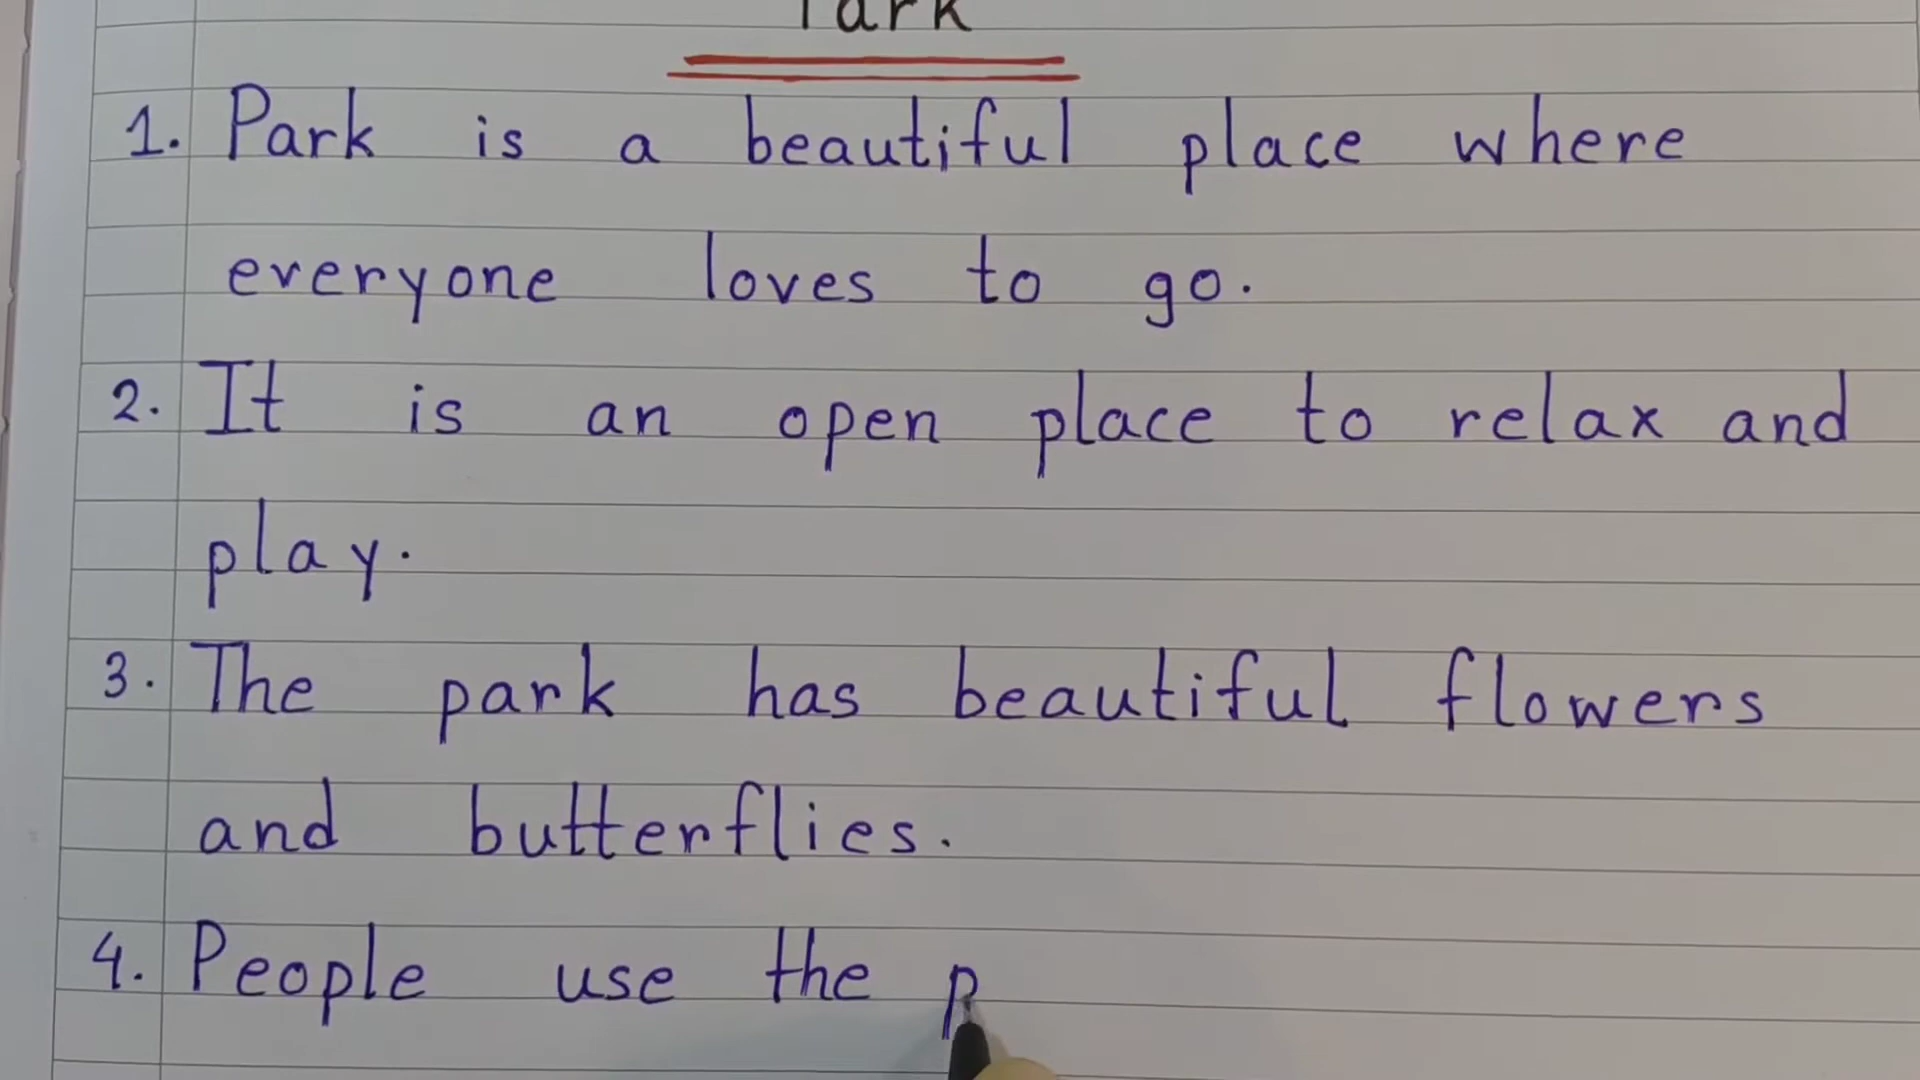 Park
1. Park is a beautiful place where
everyone loves to go.
2. It is an open place to relax and
play.
3. The park has beautiful flowers
and butterflies.
4. People use the p